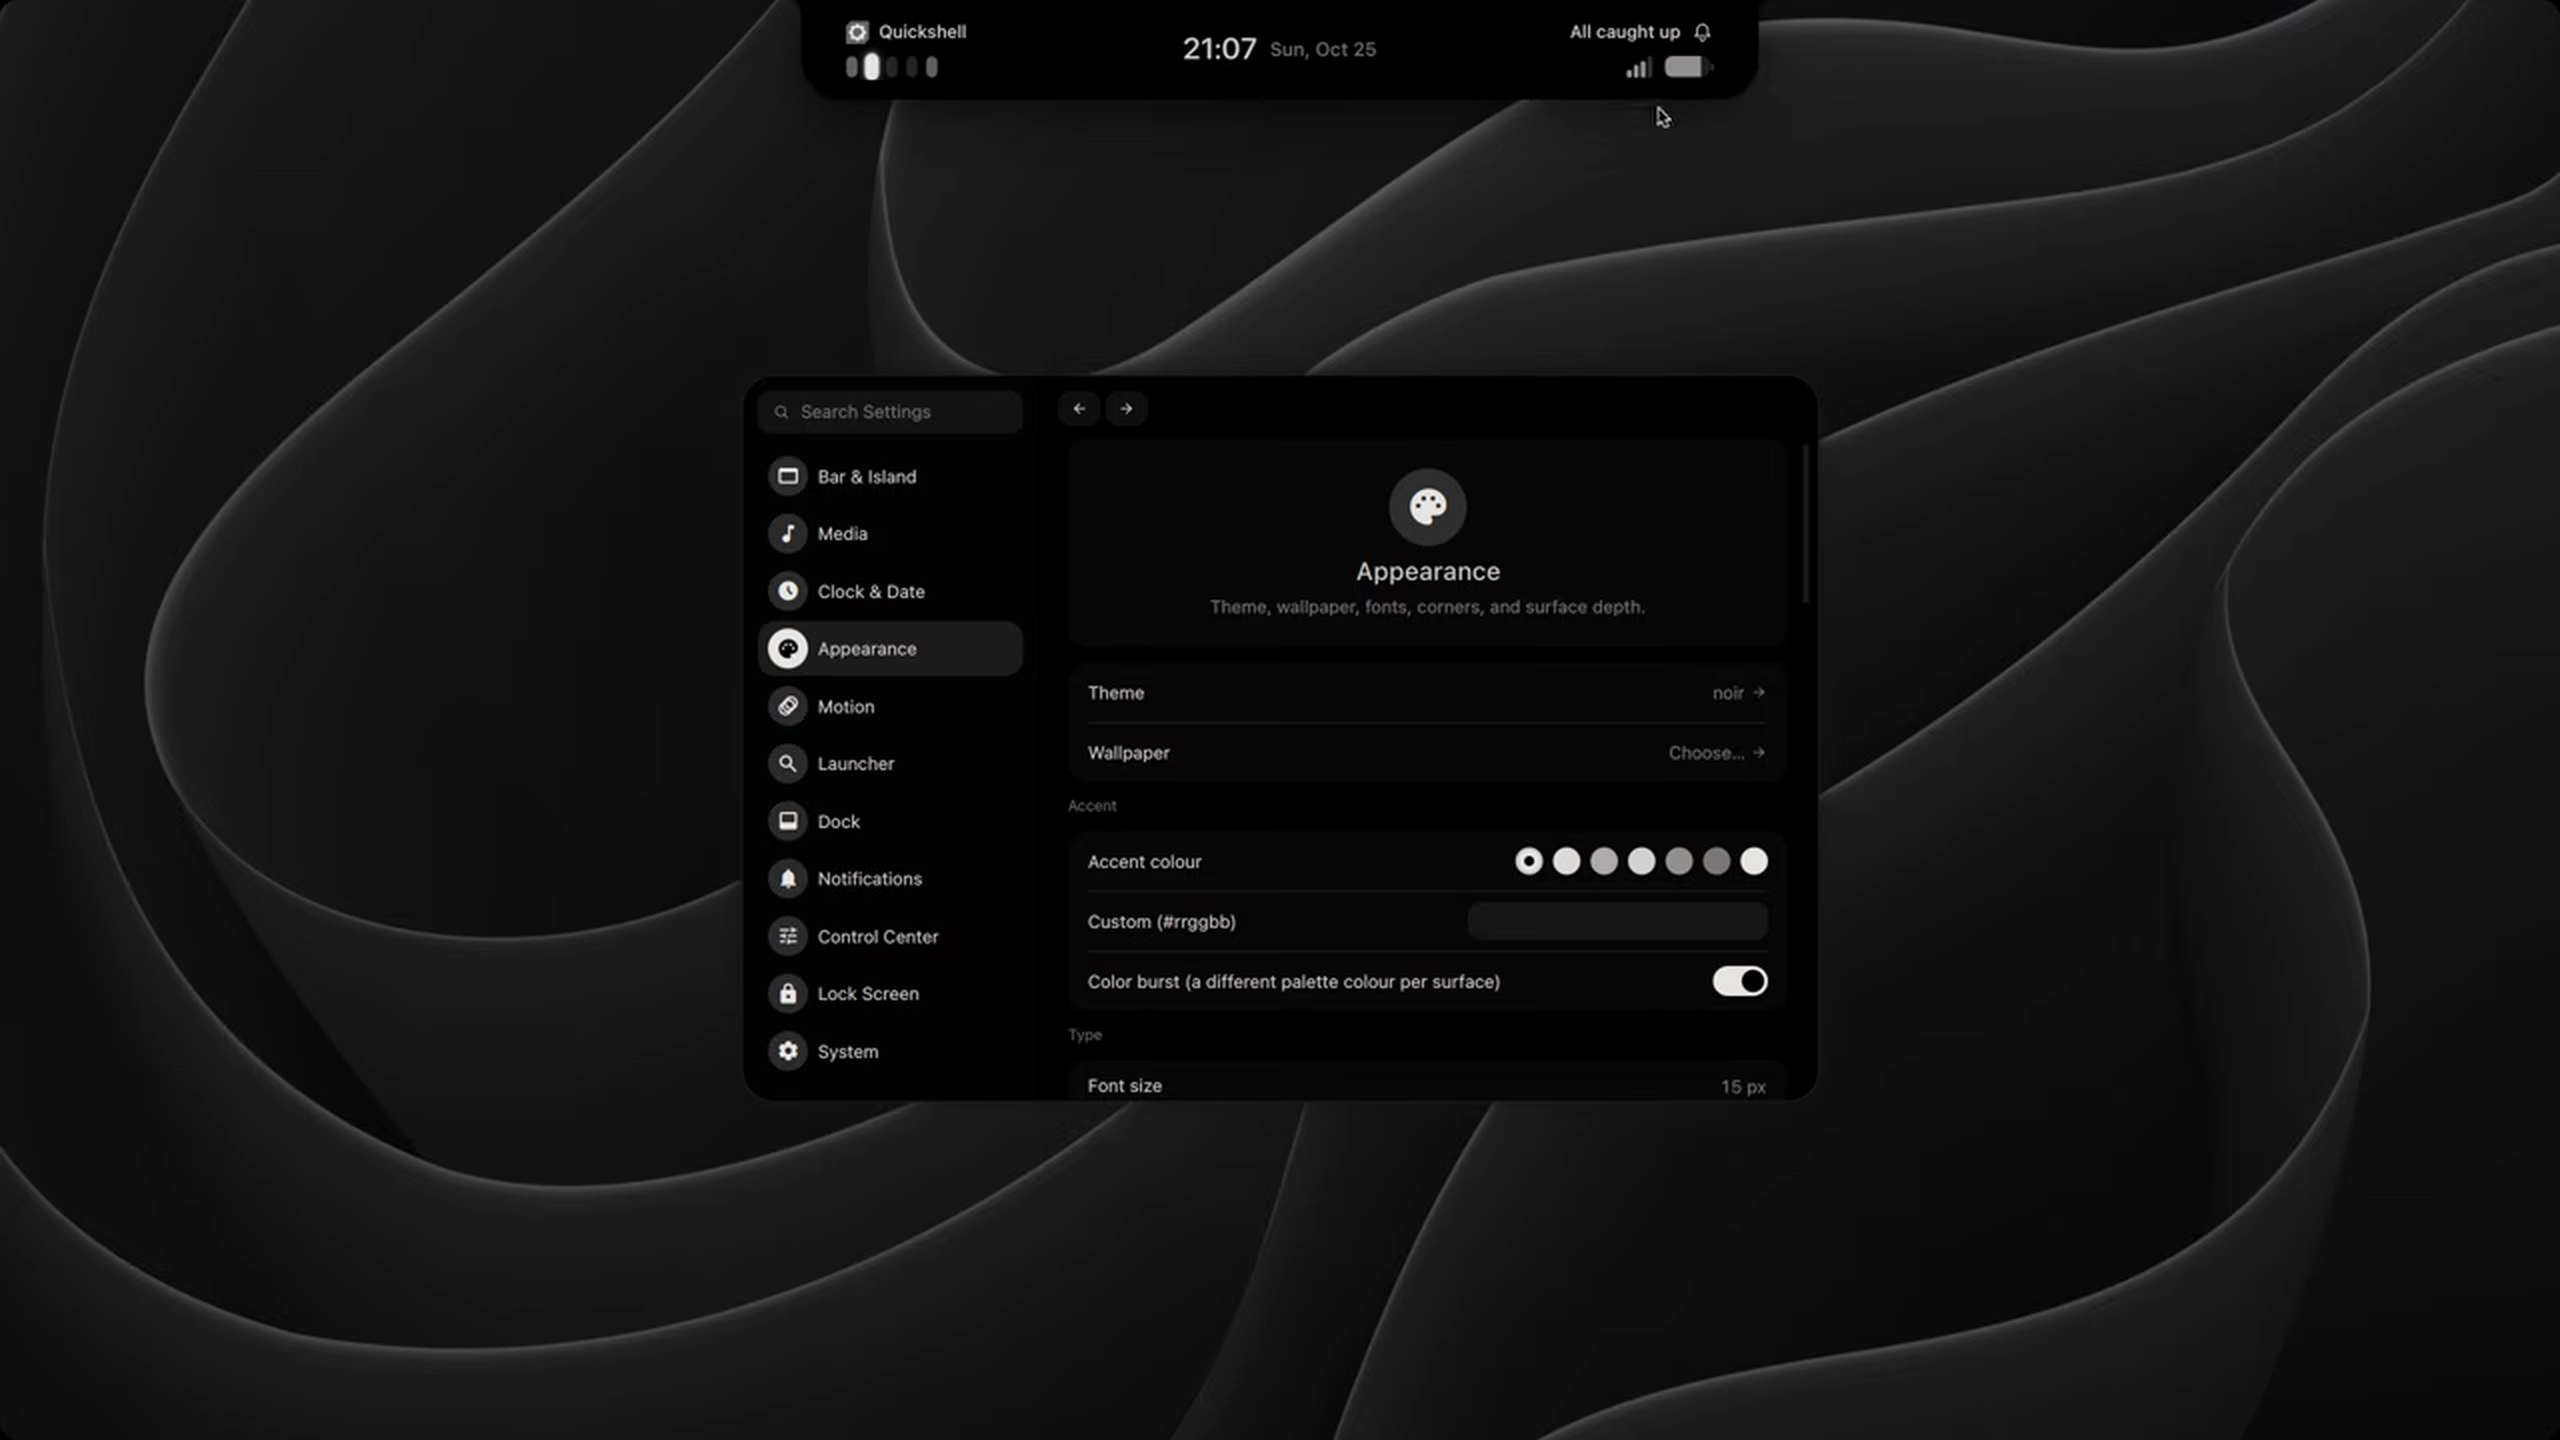 Quickshell
21:07 Sun, Oct 25
All caught up
Search Settings
Bar & Island
Media
Clock & Date
Appearance
Motion
Launcher
Dock
Notifications
Control Center
Lock Screen
System
Appearance
Theme, wallpaper, fonts, corners, and surface depth.
Theme noir →
Wallpaper Choose... →
Accent
Accent colour
Custom (#rrggbb)
Color burst (a different palette colour per surface)
Type
Font size 15 px